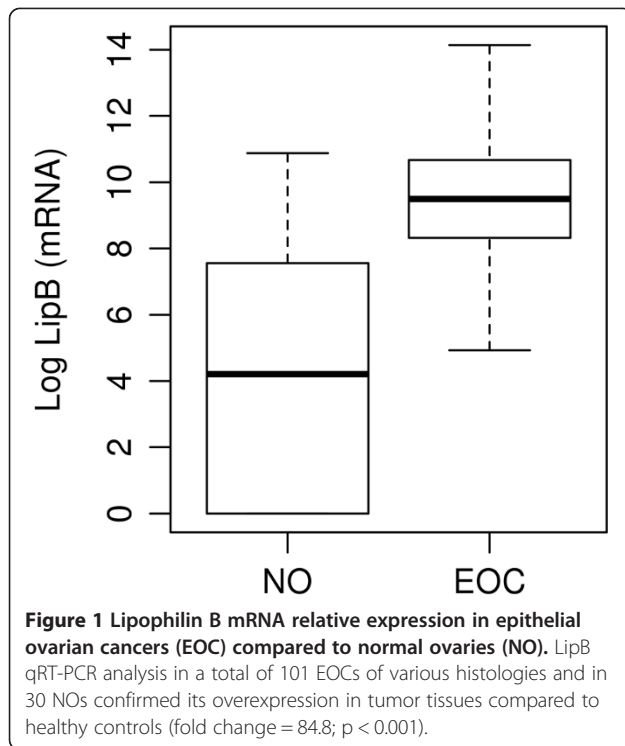 14
12
10
8
6
4
2
0
Log LipB (mRNA)
NO EOC
Figure 1 Lipophilin B mRNA relative expression in epithelial
ovarian cancers (EOC) compared to normal ovaries (NO). LipB
qRT-PCR analysis in a total of 101 EOCs of various histologies and in
30 NOs confirmed its overexpression in tumor tissues compared to
healthy controls (fold change = 84.8; p < 0.001).